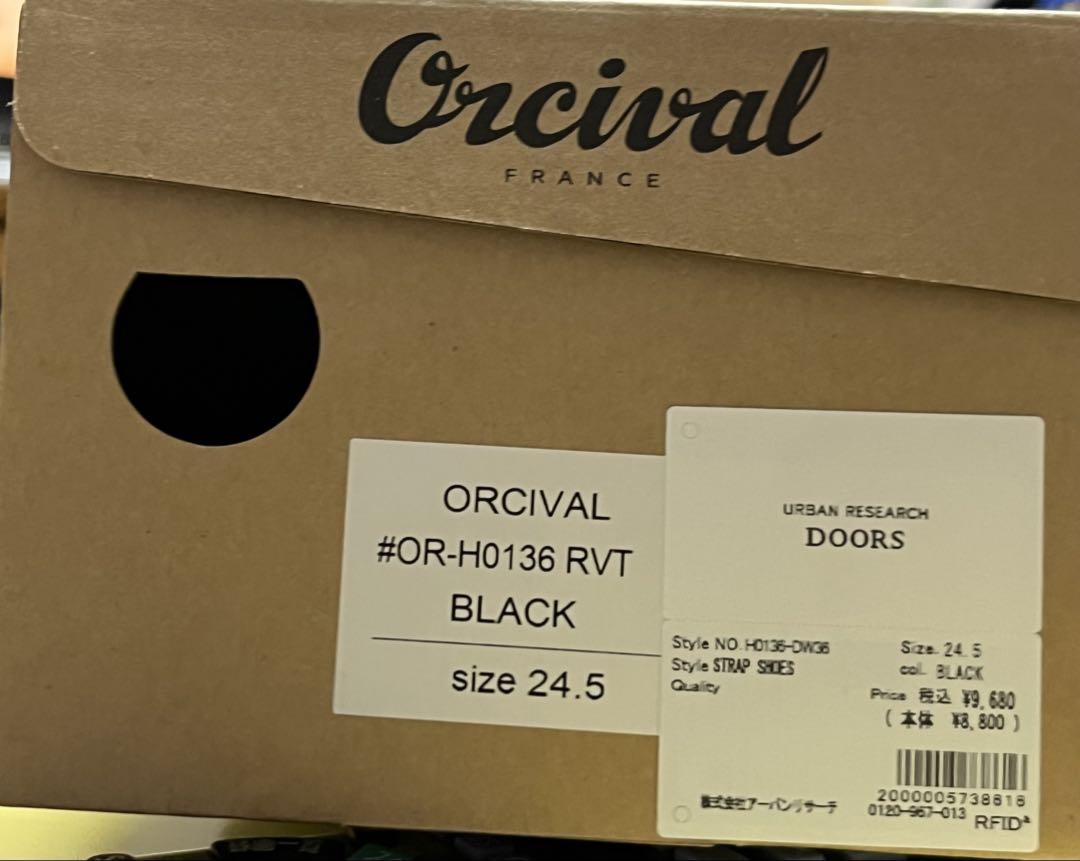 Orcival
FRANCE
ORCIVAL
#OR-H0136 RVT
BLACK
size 24.5
URBAN RESEARCH
DOORS
Style NO. H0136-DW36
Size. 24.5
Style STRAP SHOES
col. BLACK
Quality
Price 税込 ¥9,680
( 本体 ¥8,800 )
2000005738616
株式会社アーバンリサーチ
0120-967-013
RFID